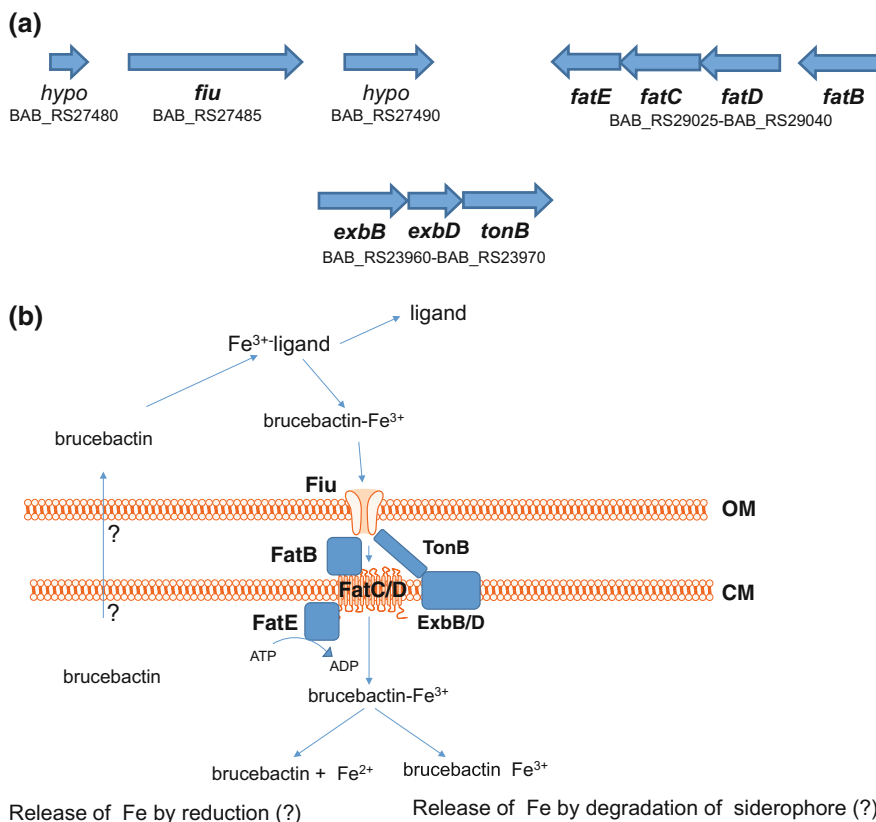 (a)
hypo fiu hypo fatE fatC fatD fatB
BAB_RS27480 BAB_RS27485 BAB_RS27490 BAB_RS29025-BAB_RS29040
exbB exbD tonB
BAB_RS23960-BAB_RS23970
(b)
ligand
Fe³⁺-ligand
brucebactin-Fe³⁺
brucebactin
Fiu
OM
?
FatB TonB
FatC/D CM
?
FatE ExbB/D
ATP ADP
brucebactin
brucebactin-Fe³⁺
brucebactin + Fe²⁺ brucebactin Fe³⁺
Release of Fe by reduction (?) Release of Fe by degradation of siderophore (?)